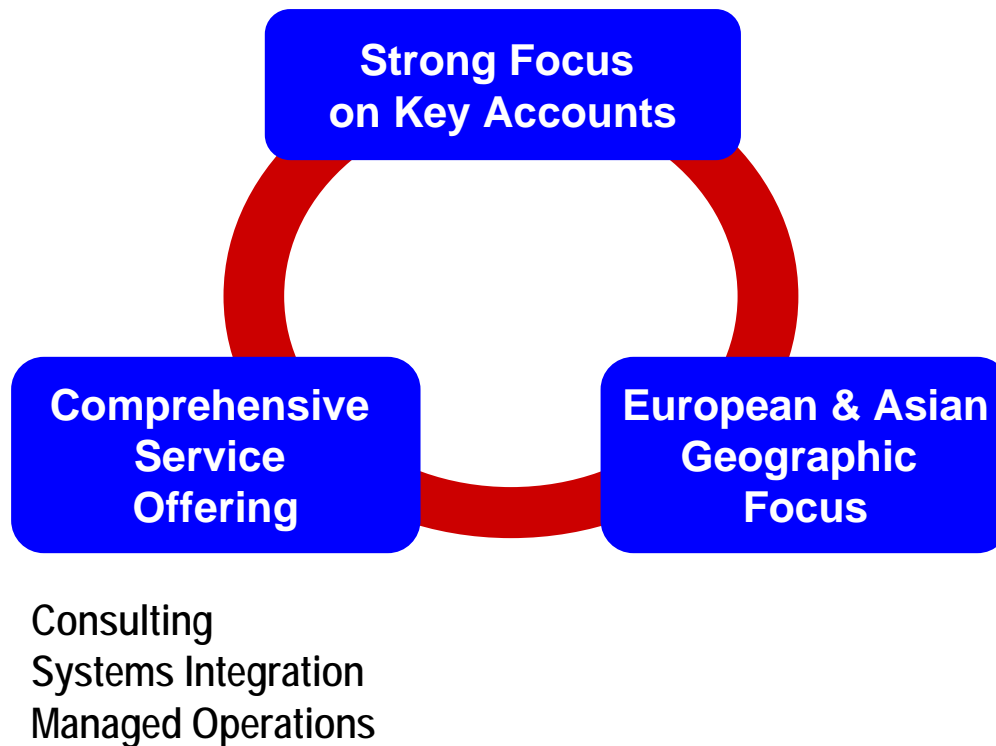 Strong Focus
on Key Accounts
Comprehensive
Service
Offering
European & Asian
Geographic
Focus
Consulting
Systems Integration
Managed Operations